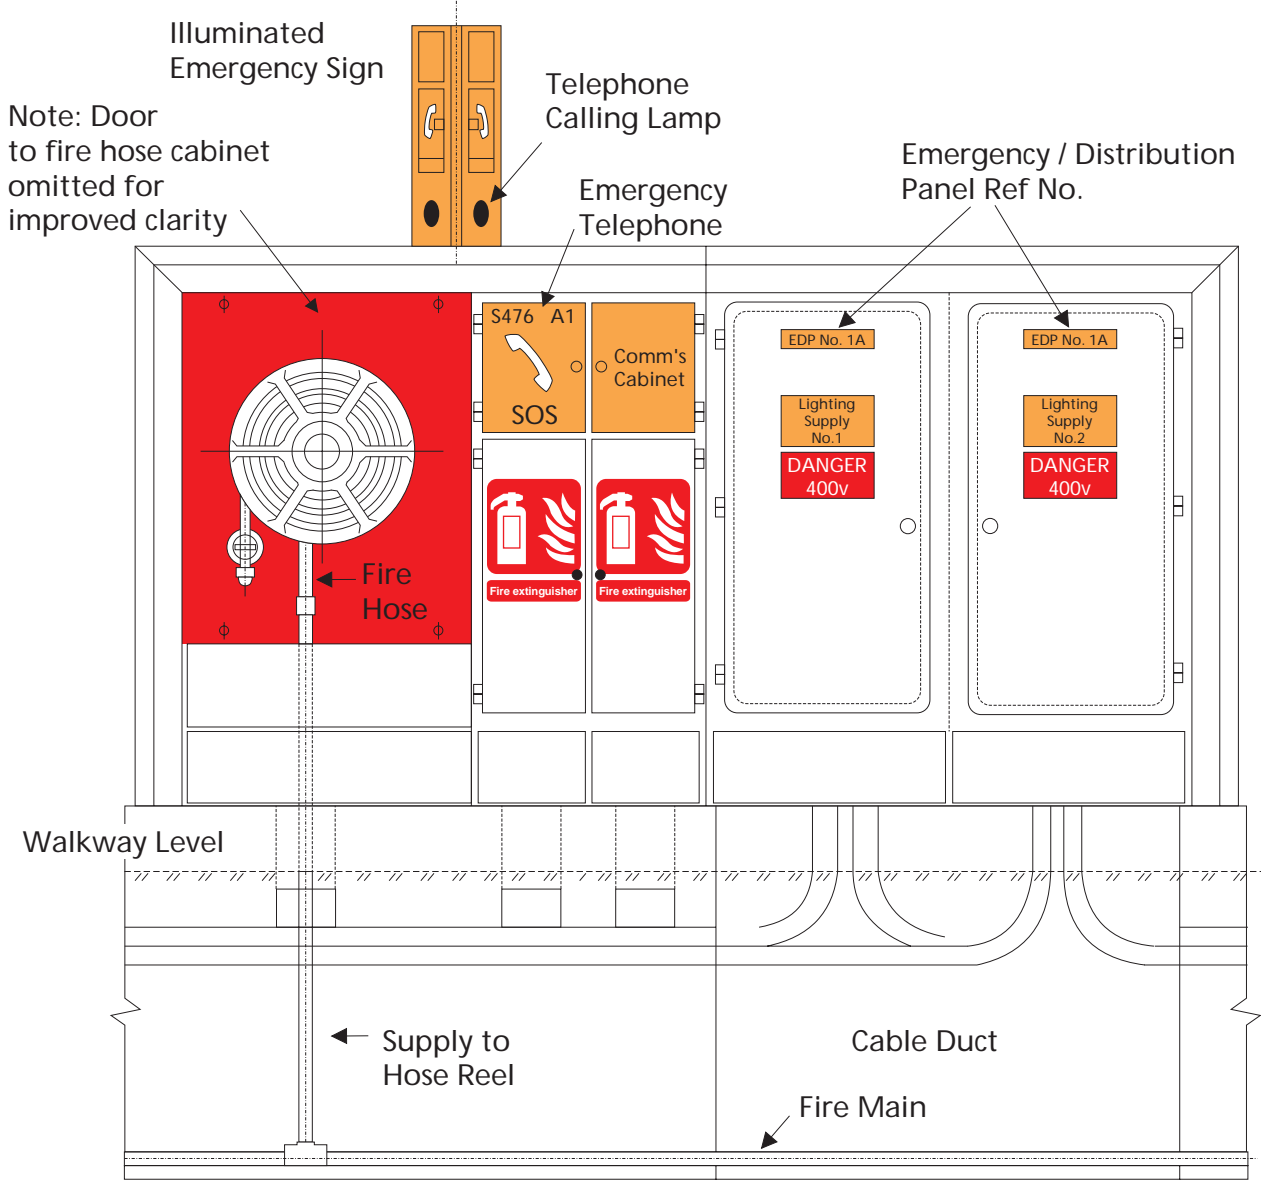 Illuminated
Emergency Sign
Note: Door
to fire hose cabinet
omitted for
improved clarity
Telephone
Calling Lamp
Emergency
Telephone
Emergency / Distribution
Panel Ref No.
S476 A1
SOS
Comm's
Cabinet
EDP No. 1A
Lighting
Supply
No.1
DANGER
400v
EDP No. 1A
Lighting
Supply
No.2
DANGER
400v
Fire extinguisher
Fire extinguisher
Fire
Hose
Walkway Level
Supply to
Hose Reel
Cable Duct
Fire Main